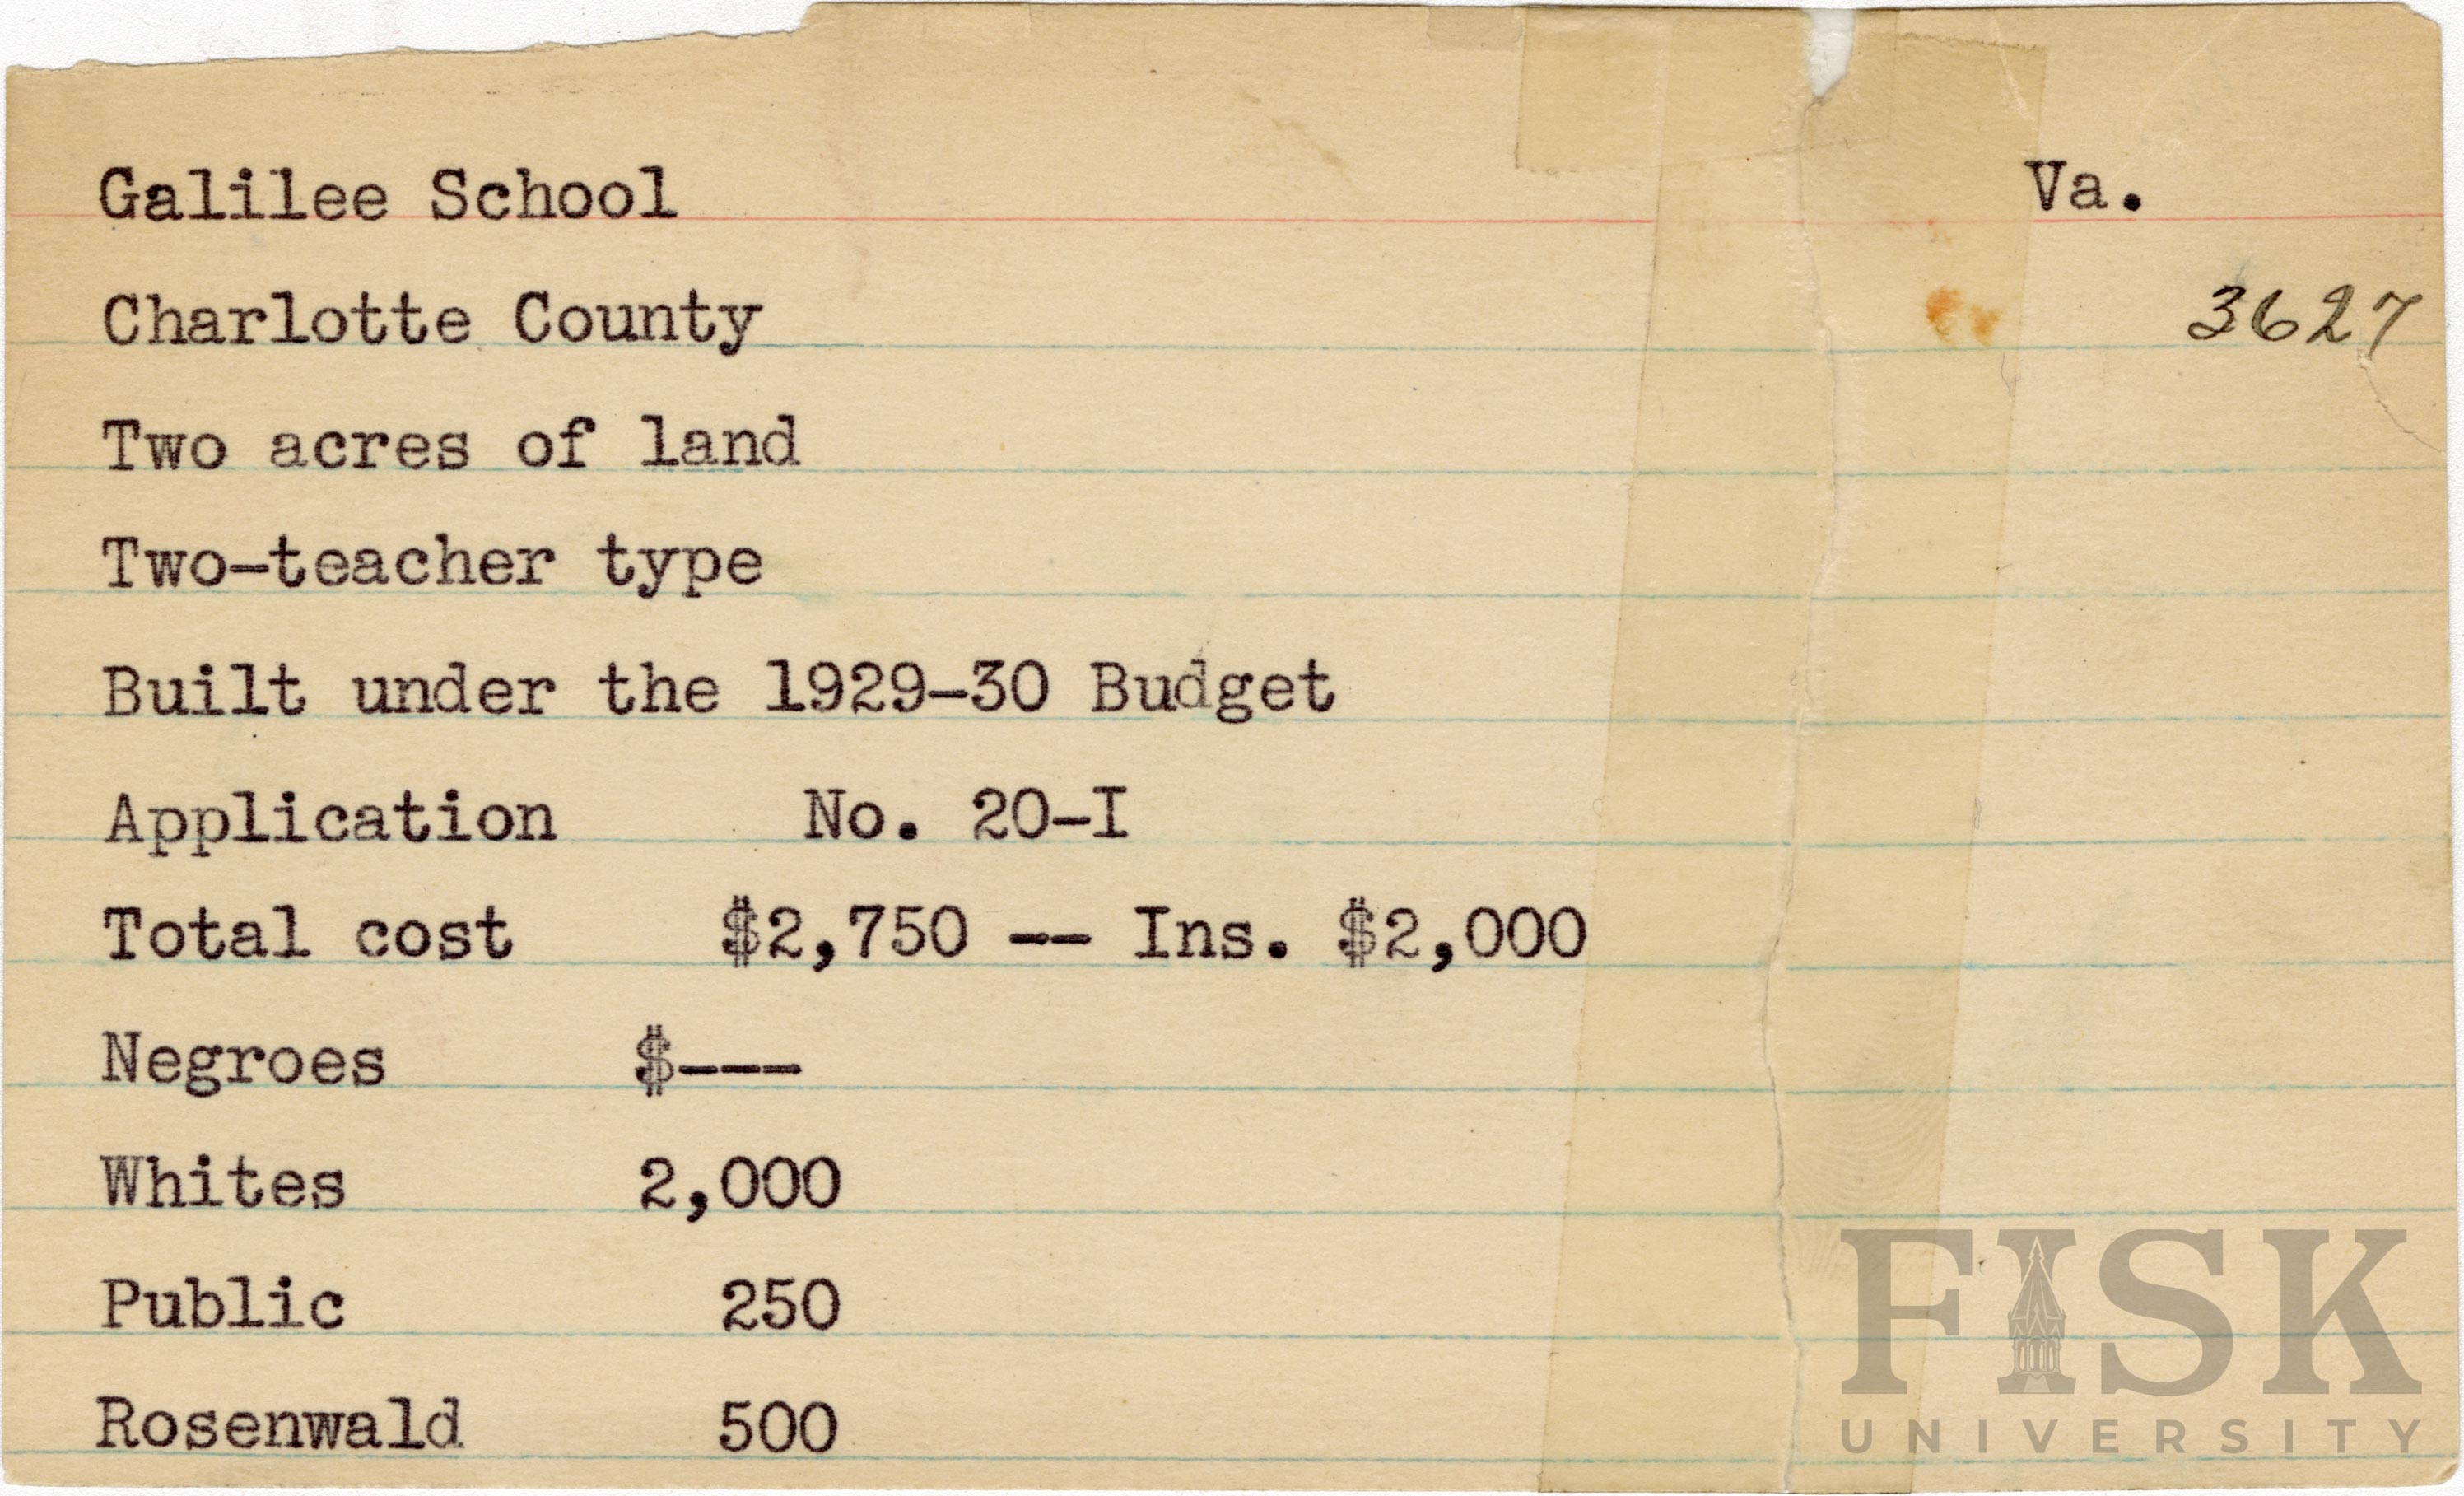 Galilee School Va.
Charlotte County 3627
Two acres of land
Two-teacher type
Built under the 1929-30 Budget
Application No. 20-I
Total cost $2,750 -- Ins. $2,000
Negroes $---
Whites 2,000
Public 250
Rosenwald 500
FISK
UNIVERSITY